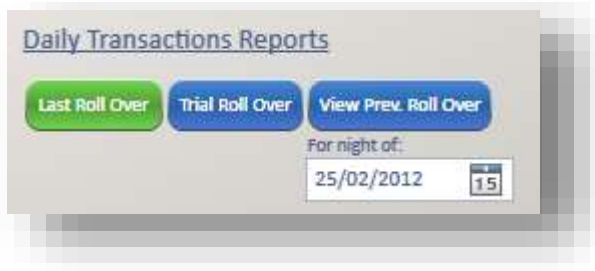 Daily Transactions Reports
Last Roll Over Trial Roll Over View Prev. Roll Over
For night of:
25/02/2012 15